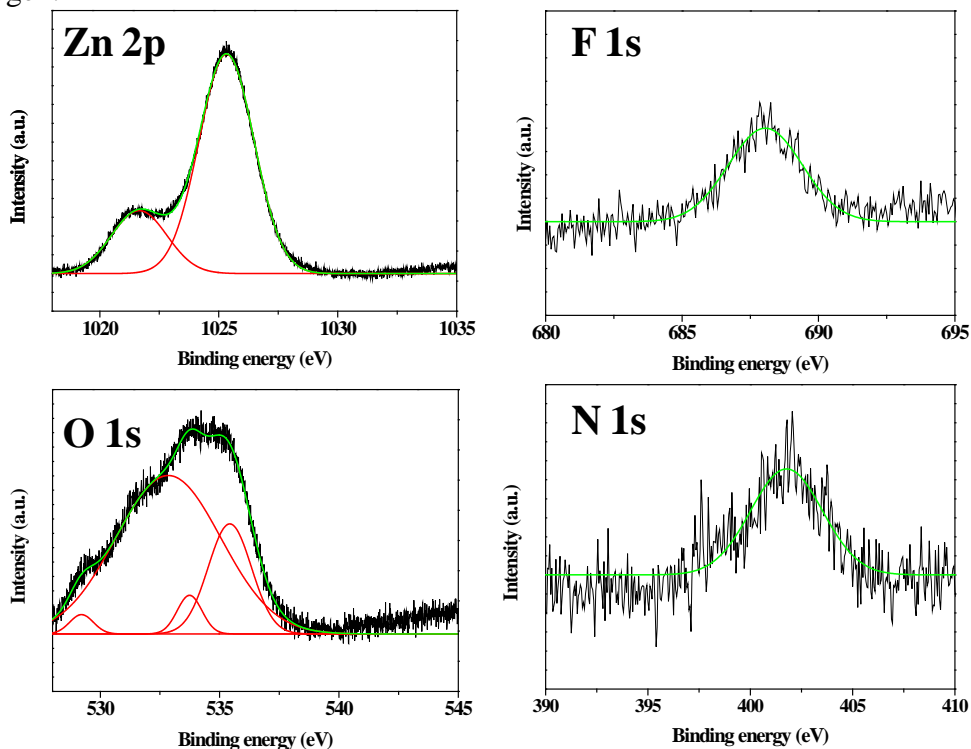 Zn 2p
Intensity (a.u.)
1020 1025 1030 1035
Binding energy (eV)
F 1s
Intensity (a.u.)
680 685 690 695
Binding energy (eV)
O 1s
Intensity (a.u.)
530 535 540 545
Binding energy (eV)
N 1s
Intensity (a.u.)
390 395 400 405 410
Binding energy (eV)